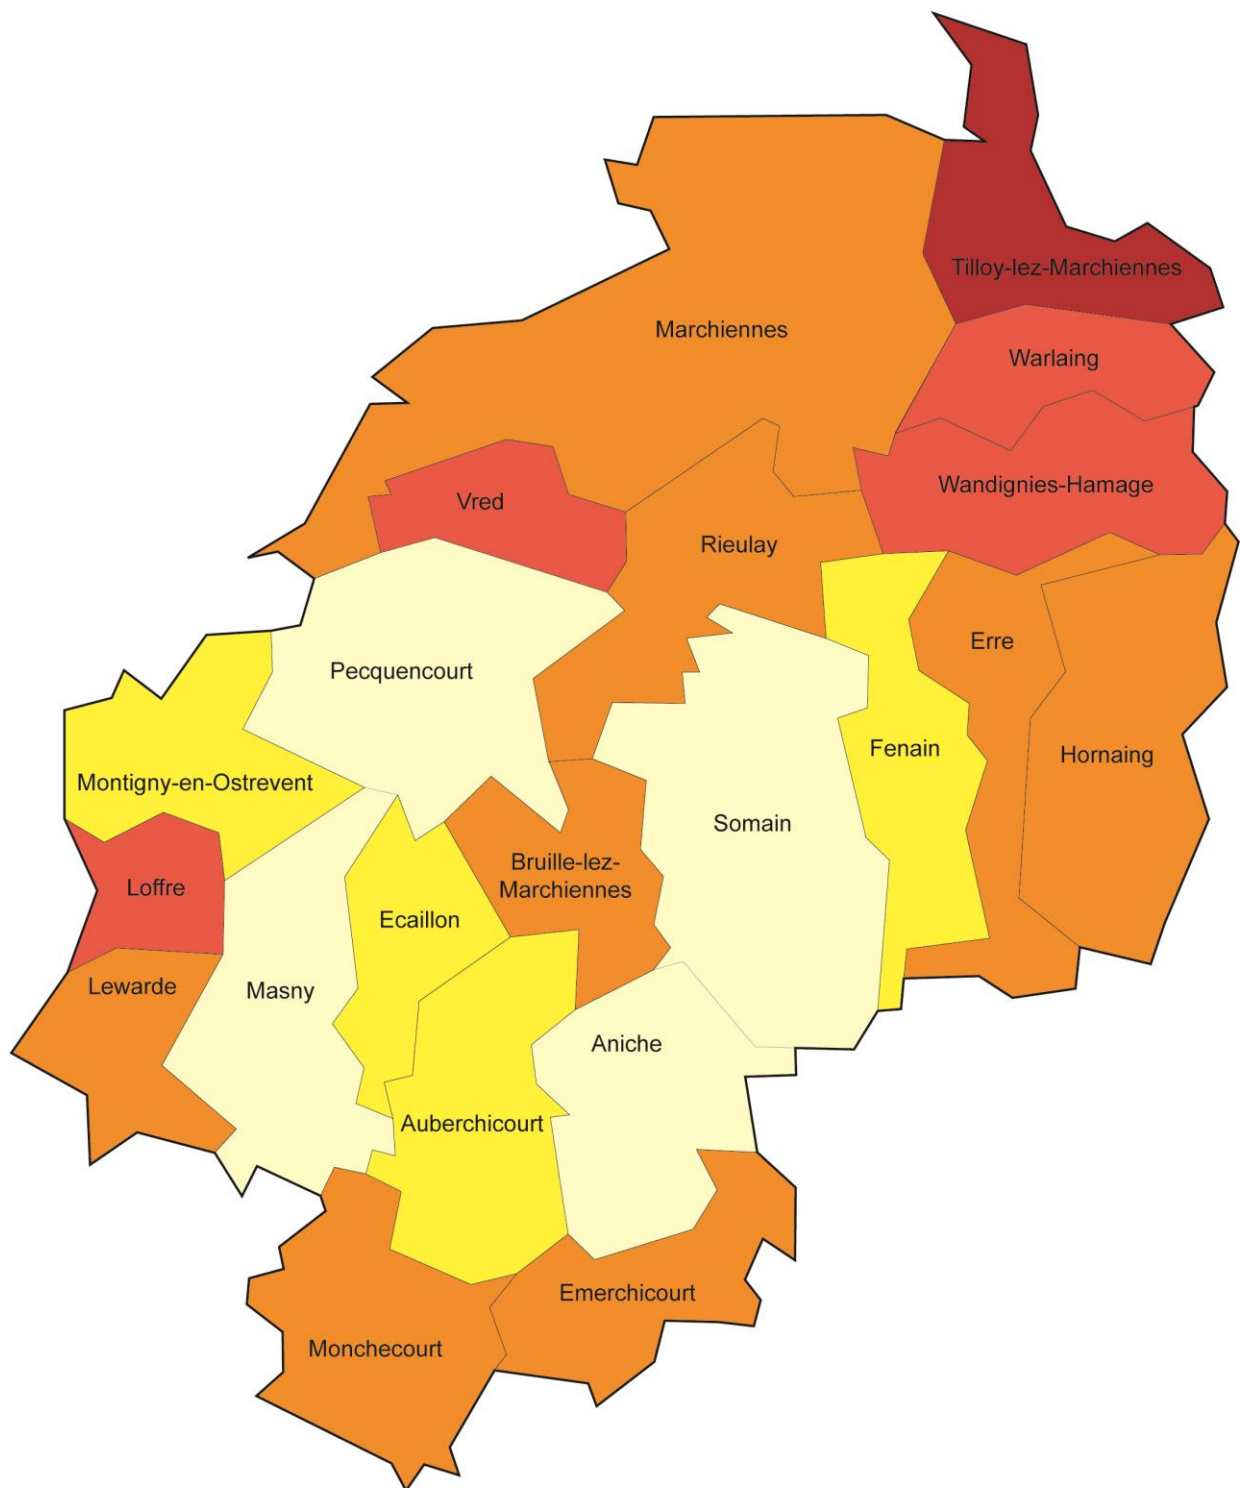 Tilloy-lez-Marchiennes
Marchiennes
Warlaing
Wandignies-Hamage
Vred
Rieulay
Erre
Pecquencourt
Fenain
Hornaing
Montigny-en-Ostrevent
Somain
Bruille-lez-
Marchiennes
Loffre
Ecaillon
Lewarde
Masny
Aniche
Auberchicourt
Emerchicourt
Monchecourt